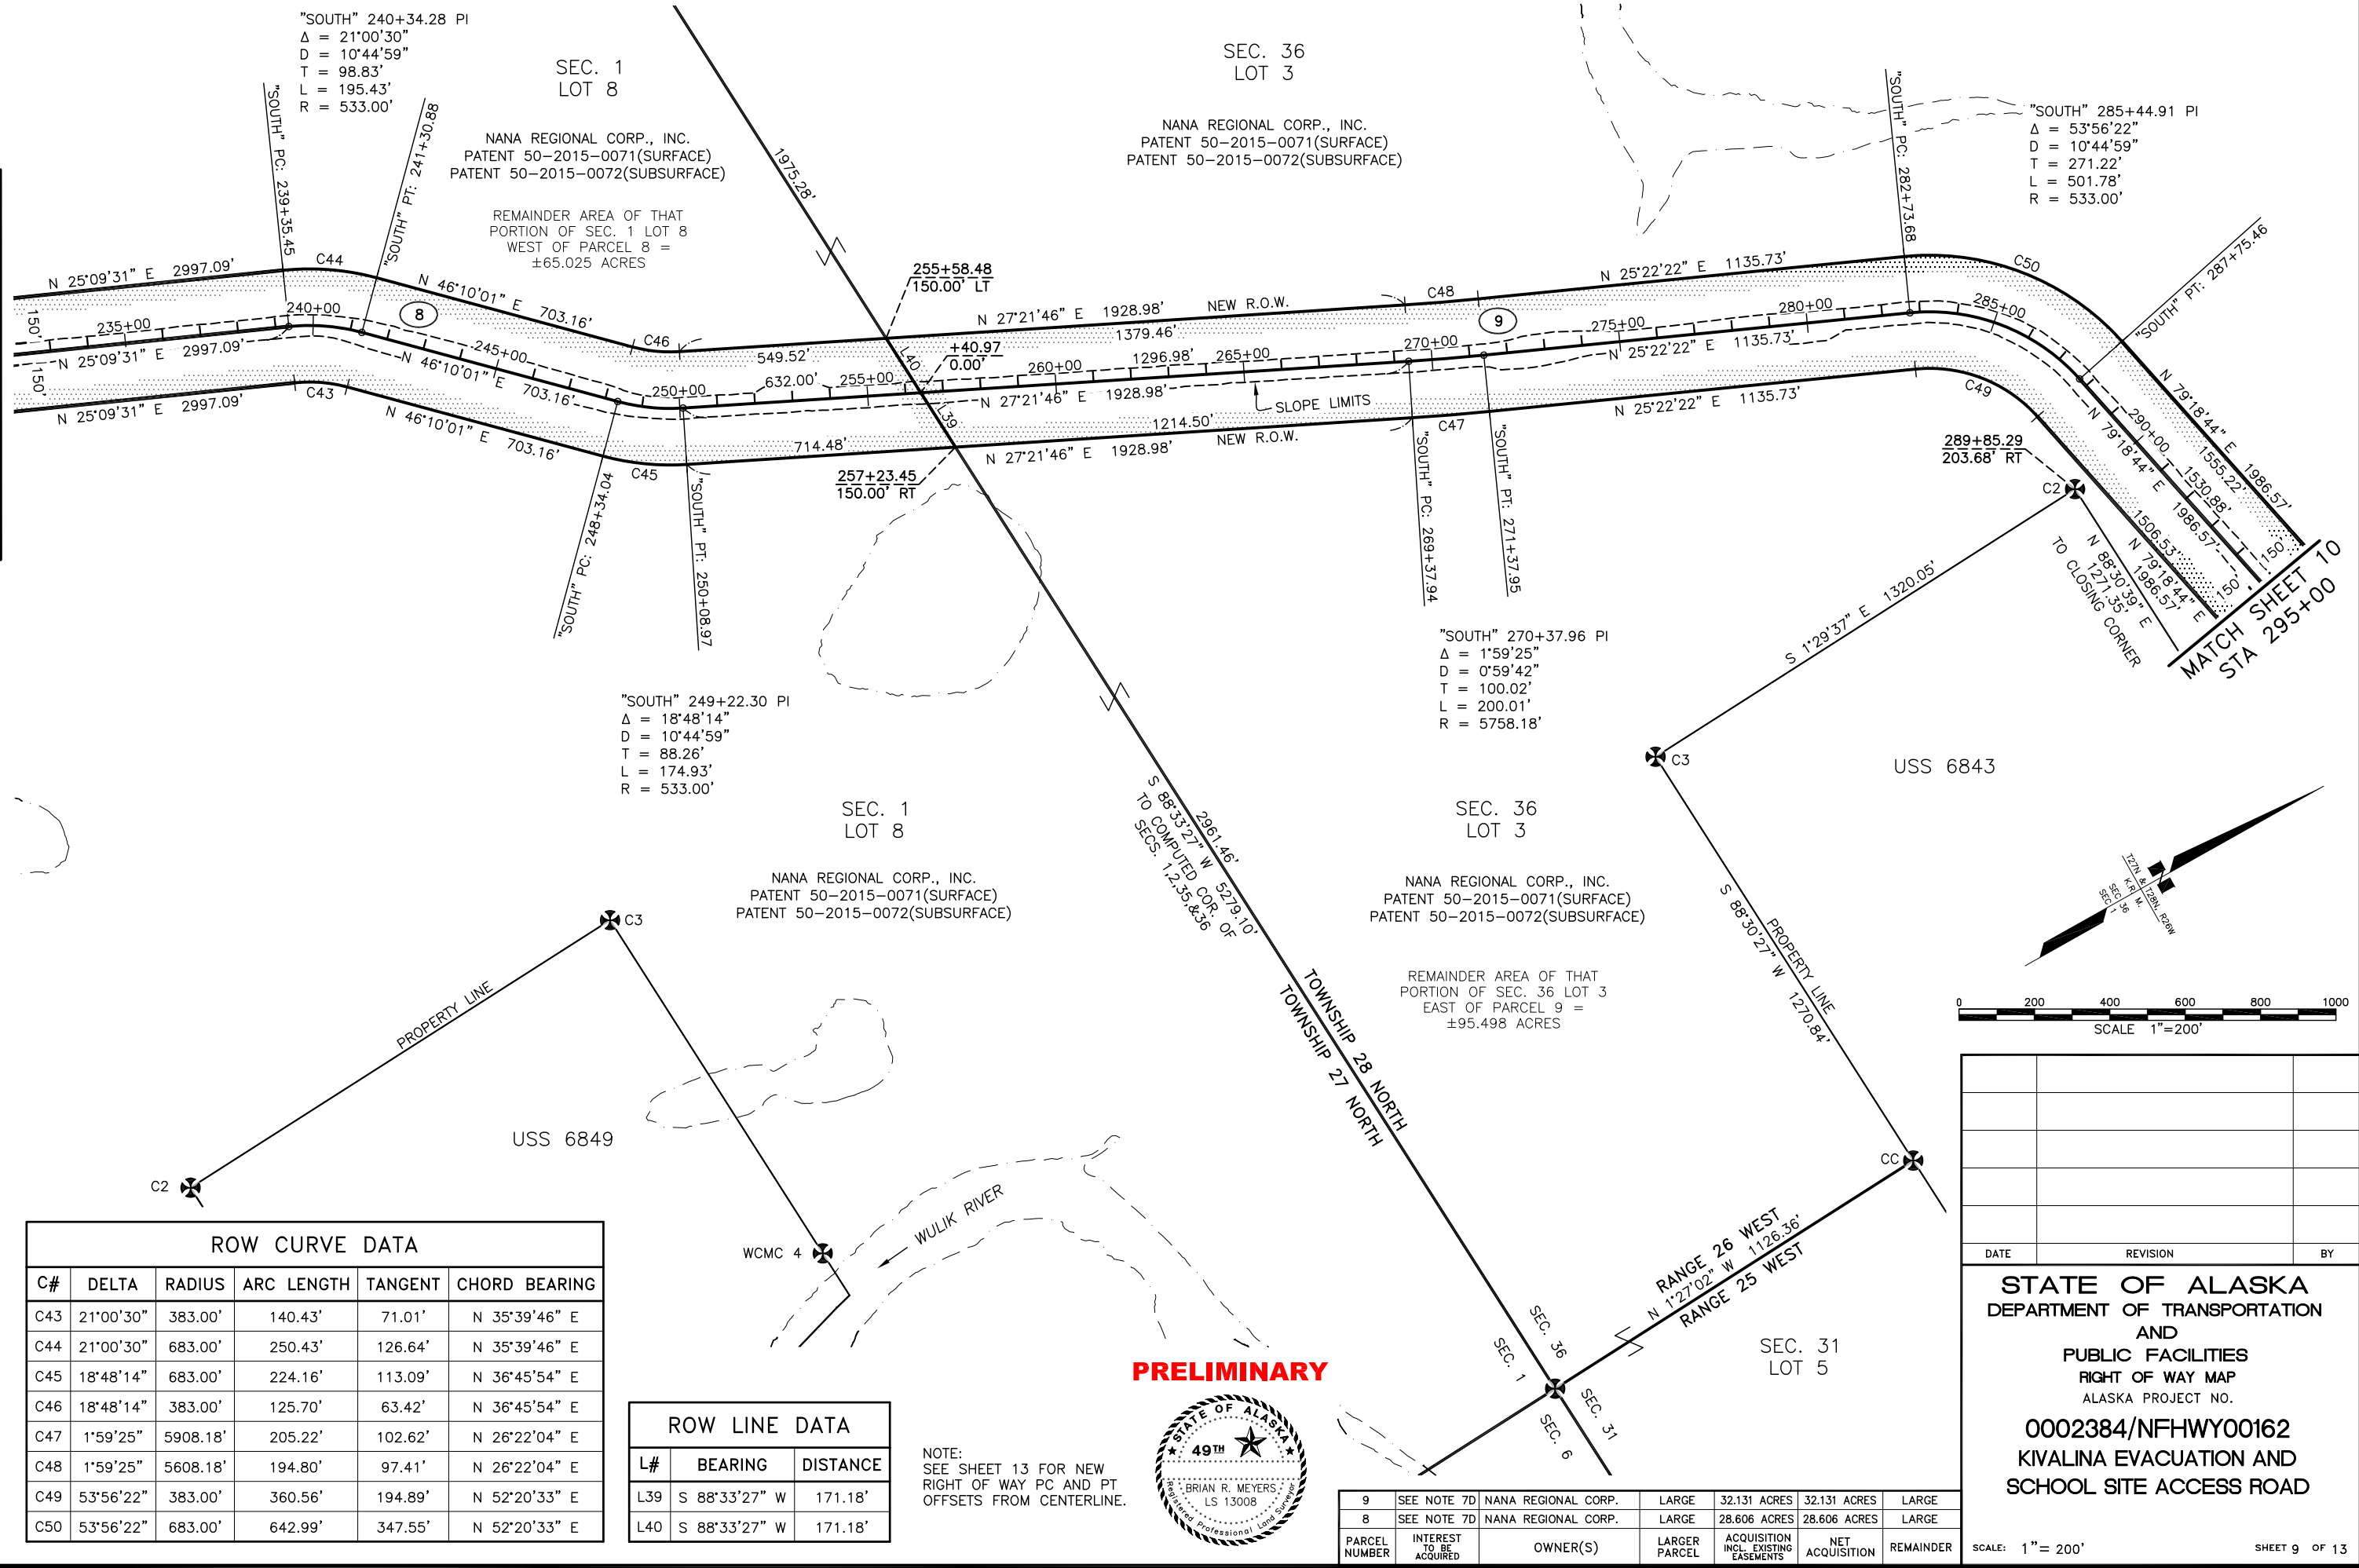 "SOUTH" 240+34.28 PI
Δ = 21°00'30"
D = 10°44'59"
T = 98.83'
L = 195.43'
R = 533.00'
"SOUTH" PC: 239+35.45
"SOUTH" PT: 241+30.88
SEC. 1
LOT 8
NANA REGIONAL CORP., INC.
PATENT 50-2015-0071(SURFACE)
PATENT 50-2015-0072(SUBSURFACE)
REMAINDER AREA OF THAT
PORTION OF SEC. 1 LOT 8
WEST OF PARCEL 8 =
±65.025 ACRES
1975.28'
SEC. 36
LOT 3
NANA REGIONAL CORP., INC.
PATENT 50-2015-0071(SURFACE)
PATENT 50-2015-0072(SUBSURFACE)
"SOUTH" PC: 282+73.68
"SOUTH" 285+44.91 PI
Δ = 53°56'22"
D = 10°44'59"
T = 271.22'
L = 501.78'
R = 533.00'
"SOUTH" PT: 287+75.46
N 25°09'31" E 2997.09'
C44
N 46°10'01" E 703.16'
8
C46
150'
235+00
240+00
245+00
250+00
255+00
N 25°09'31" E 2997.09'
N 46°10'01" E 703.16'
150'
N 25°09'31" E 2997.09'
C43
N 46°10'01" E 703.16'
C45
549.52'
632.00'
714.48'
255+58.48
150.00' LT
L40
+40.97
0.00'
L39
257+23.45
150.00' RT
N 27°21'46" E 1928.98'
NEW R.O.W.
1379.46'
260+00
1296.98'
265+00
270+00
N 27°21'46" E 1928.98'
SLOPE LIMITS
1214.50'
NEW R.O.W.
N 27°21'46" E 1928.98'
C48
9
C47
N 25°22'22" E 1135.73'
275+00
280+00
285+00
N 25°22'22" E 1135.73'
N 25°22'22" E 1135.73'
C50
C49
N 79°18'44" E 1986.57'
1555.22'
290+00
1530.88'
N 79°18'44" E 1986.57'
1506.53'
N 79°18'44" E
1986.57'
150'
150'
289+85.29
203.68' RT
C2
N 88°30'39" E
1271.35'
TO CLOSING CORNER
MATCH SHEET 10
STA 295+00
"SOUTH" PC: 248+34.04
"SOUTH" PT: 250+08.97
"SOUTH" PC: 269+37.94
"SOUTH" PT: 271+37.95
"SOUTH" 249+22.30 PI
Δ = 18°48'14"
D = 10°44'59"
T = 88.26'
L = 174.93'
R = 533.00'
"SOUTH" 270+37.96 PI
Δ = 1°59'25"
D = 0°59'42"
T = 100.02'
L = 200.01'
R = 5758.18'
S 1°29'37" E 1320.05'
C3
USS 6843
SEC. 1
LOT 8
NANA REGIONAL CORP., INC.
PATENT 50-2015-0071(SURFACE)
PATENT 50-2015-0072(SUBSURFACE)
2961.46'
S 88°33'27" W 5279.10'
TO COMPUTED COR. OF
SECS. 1,2,35,&36
SEC. 36
LOT 3
NANA REGIONAL CORP., INC.
PATENT 50-2015-0071(SURFACE)
PATENT 50-2015-0072(SUBSURFACE)
REMAINDER AREA OF THAT
PORTION OF SEC. 36 LOT 3
EAST OF PARCEL 9 =
±95.498 ACRES
PROPERTY LINE
S 88°30'27" W 1270.84'
T27N & T28N, R26W
K.R.M.
SEC 36
SEC 1
0 200 400 600 800 1000
SCALE 1"=200'
C3
PROPERTY LINE
C2
USS 6849
WCMC 4
WULIK RIVER
TOWNSHIP 28 NORTH
TOWNSHIP 27 NORTH
CC
RANGE 26 WEST
N 1°27'02" W 1126.36'
RANGE 25 WEST
SEC. 36
SEC. 1
SEC. 31
SEC. 6
SEC. 31
LOT 5
ROW CURVE DATA
C# DELTA RADIUS ARC LENGTH TANGENT CHORD BEARING
C43 21°00'30" 383.00' 140.43' 71.01' N 35°39'46" E
C44 21°00'30" 683.00' 250.43' 126.64' N 35°39'46" E
C45 18°48'14" 683.00' 224.16' 113.09' N 36°45'54" E
C46 18°48'14" 383.00' 125.70' 63.42' N 36°45'54" E
C47 1°59'25" 5908.18' 205.22' 102.62' N 26°22'04" E
C48 1°59'25" 5608.18' 194.80' 97.41' N 26°22'04" E
C49 53°56'22" 383.00' 360.56' 194.89' N 52°20'33" E
C50 53°56'22" 683.00' 642.99' 347.55' N 52°20'33" E
ROW LINE DATA
L# BEARING DISTANCE
L39 S 88°33'27" W 171.18'
L40 S 88°33'27" W 171.18'
NOTE:
SEE SHEET 13 FOR NEW
RIGHT OF WAY PC AND PT
OFFSETS FROM CENTERLINE.
PRELIMINARY
STATE OF ALASKA
49TH
BRIAN R. MEYERS
LS 13008
Registered Professional Land Surveyor
9 SEE NOTE 7D NANA REGIONAL CORP. LARGE 32.131 ACRES 32.131 ACRES LARGE
8 SEE NOTE 7D NANA REGIONAL CORP. LARGE 28.606 ACRES 28.606 ACRES LARGE
PARCEL NUMBER INTEREST TO BE ACQUIRED OWNER(S) LARGER PARCEL ACQUISITION INCL. EXISTING EASEMENTS NET ACQUISITION REMAINDER
DATE REVISION BY
STATE OF ALASKA
DEPARTMENT OF TRANSPORTATION
AND
PUBLIC FACILITIES
RIGHT OF WAY MAP
ALASKA PROJECT NO.
0002384/NFHWY00162
KIVALINA EVACUATION AND
SCHOOL SITE ACCESS ROAD
SCALE: 1"= 200'
SHEET 9 OF 13